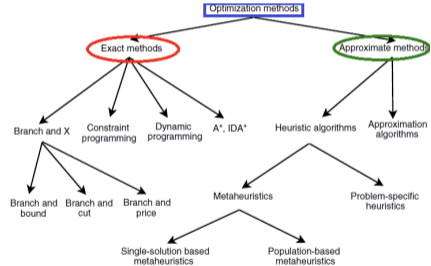 Optimization methods
Exact methods
Approximate methods
Branch and X
Constraint
programming
Dynamic
programming
A*, IDA*
Heuristic algorithms
Approximation
algorithms
Branch and
bound
Branch and
cut
Branch and
price
Metaheuristics
Problem-specific
heuristics
Single-solution based
metaheuristics
Population-based
metaheuristics